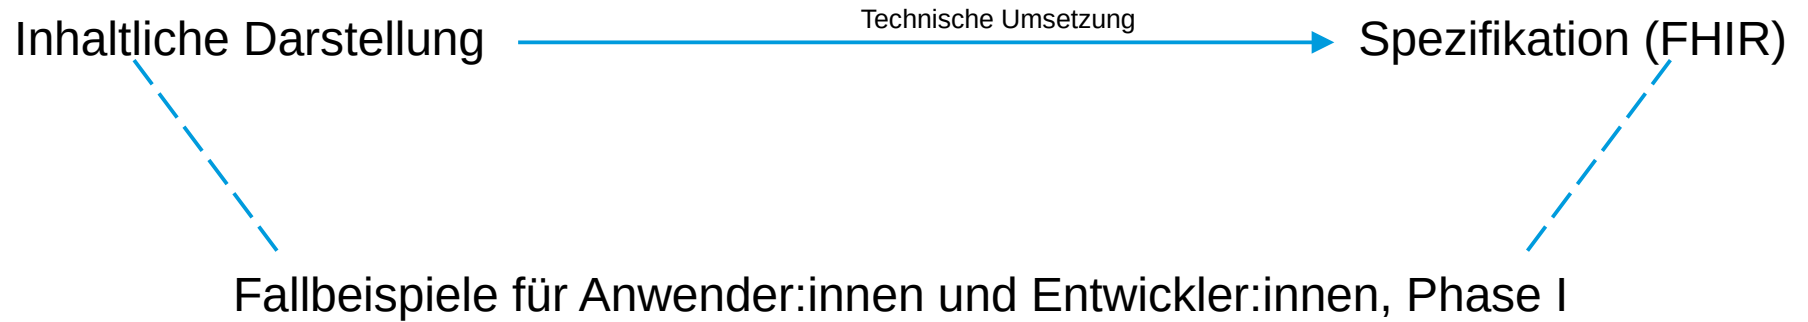 Inhaltliche Darstellung
Technische Umsetzung
Spezifikation (FHIR)
Fallbeispiele für Anwender:innen und Entwickler:innen, Phase I